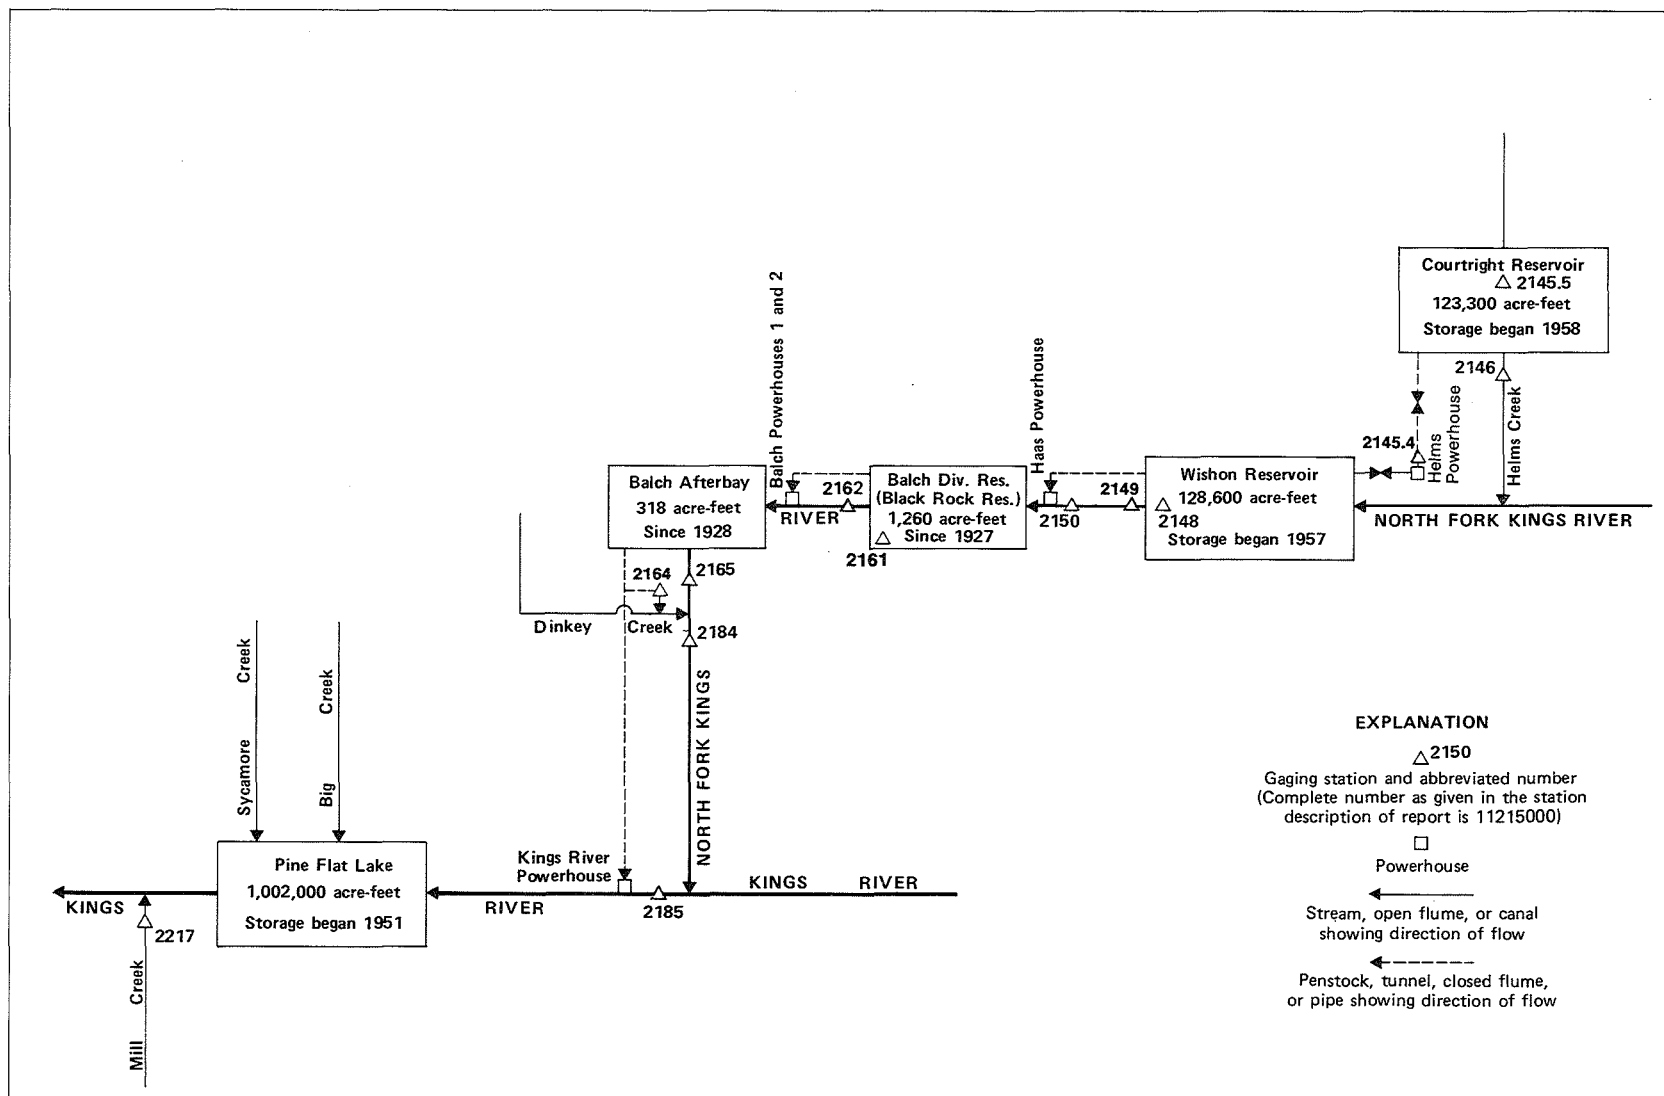 Courtright Reservoir
2145.5
123,300 acre-feet
Storage began 1958
2146
Helms Creek
2145.4
Helms
Powerhouse
Wishon Reservoir
128,600 acre-feet
2148
Storage began 1957
NORTH FORK KINGS RIVER
2149
2150
Haas Powerhouse
Balch Div. Res.
(Black Rock Res.)
1,260 acre-feet
Since 1927
2161
2162
RIVER
Balch Powerhouses 1 and 2
Balch Afterbay
318 acre-feet
Since 1928
2164
2165
Dinkey Creek
2184
NORTH FORK KINGS
Sycamore Creek
Big Creek
Pine Flat Lake
1,002,000 acre-feet
Storage began 1951
Kings River
Powerhouse
KINGS RIVER
2185
RIVER
KINGS
2217
Mill Creek
EXPLANATION
2150
Gaging station and abbreviated number
(Complete number as given in the station
description of report is 11215000)
Powerhouse
Stream, open flume, or canal
showing direction of flow
Penstock, tunnel, closed flume,
or pipe showing direction of flow